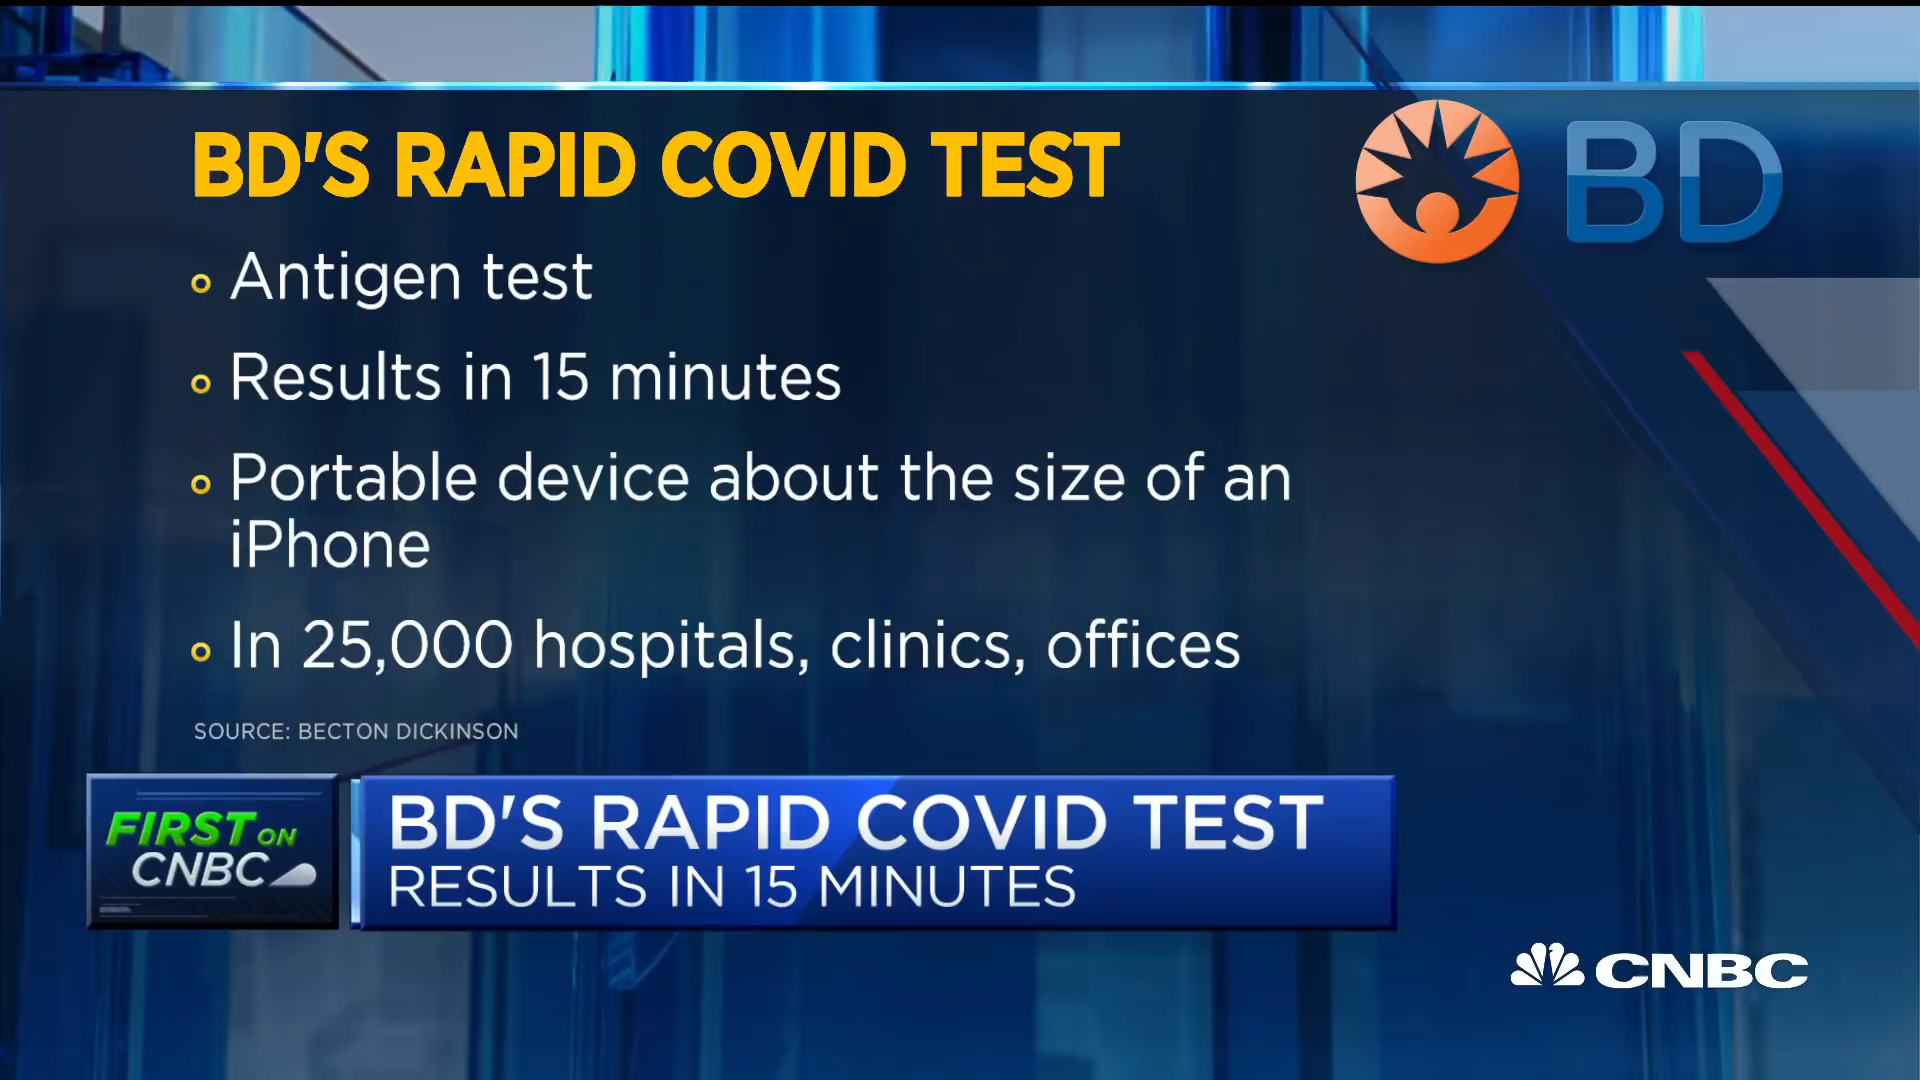 BD'S RAPID COVID TEST
BD
Antigen test
Results in 15 minutes
Portable device about the size of an
iPhone
In 25,000 hospitals, clinics, offices
SOURCE: BECTON DICKINSON
FIRST ON
CNBC
BD'S RAPID COVID TEST
RESULTS IN 15 MINUTES
CNBC